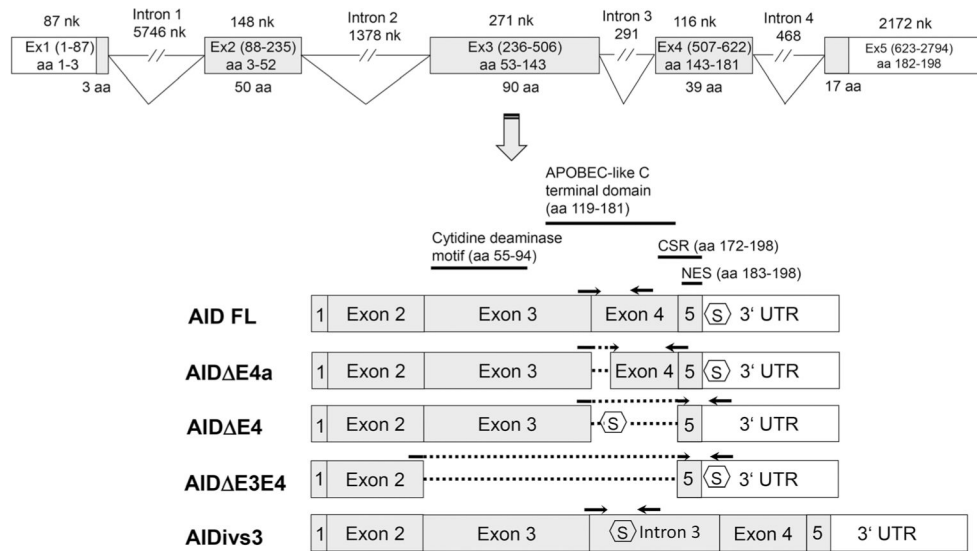 87 nk
Intron 1
5746 nk
148 nk
Intron 2
1378 nk
271 nk
Intron 3
291
116 nk
Intron 4
468
2172 nk
Ex1 (1-87)
aa 1-3
Ex2 (88-235)
aa 3-52
Ex3 (236-506)
aa 53-143
Ex4 (507-622)
aa 143-181
Ex5 (623-2794)
aa 182-198
3 aa
50 aa
90 aa
39 aa
17 aa
APOBEC-like C
terminal domain
(aa 119-181)
Cytidine deaminase
motif (aa 55-94)
CSR (aa 172-198)
NES (aa 183-198)
AID FL 1 Exon 2 Exon 3 Exon 4 5 S 3‘ UTR
AIDΔE4a 1 Exon 2 Exon 3 Exon 4 5 S 3‘ UTR
AIDΔE4 1 Exon 2 Exon 3 S 5 3‘ UTR
AIDΔE3E4 1 Exon 2 5 S 3‘ UTR
AIDivs3 1 Exon 2 Exon 3 S Intron 3 Exon 4 5 3‘ UTR